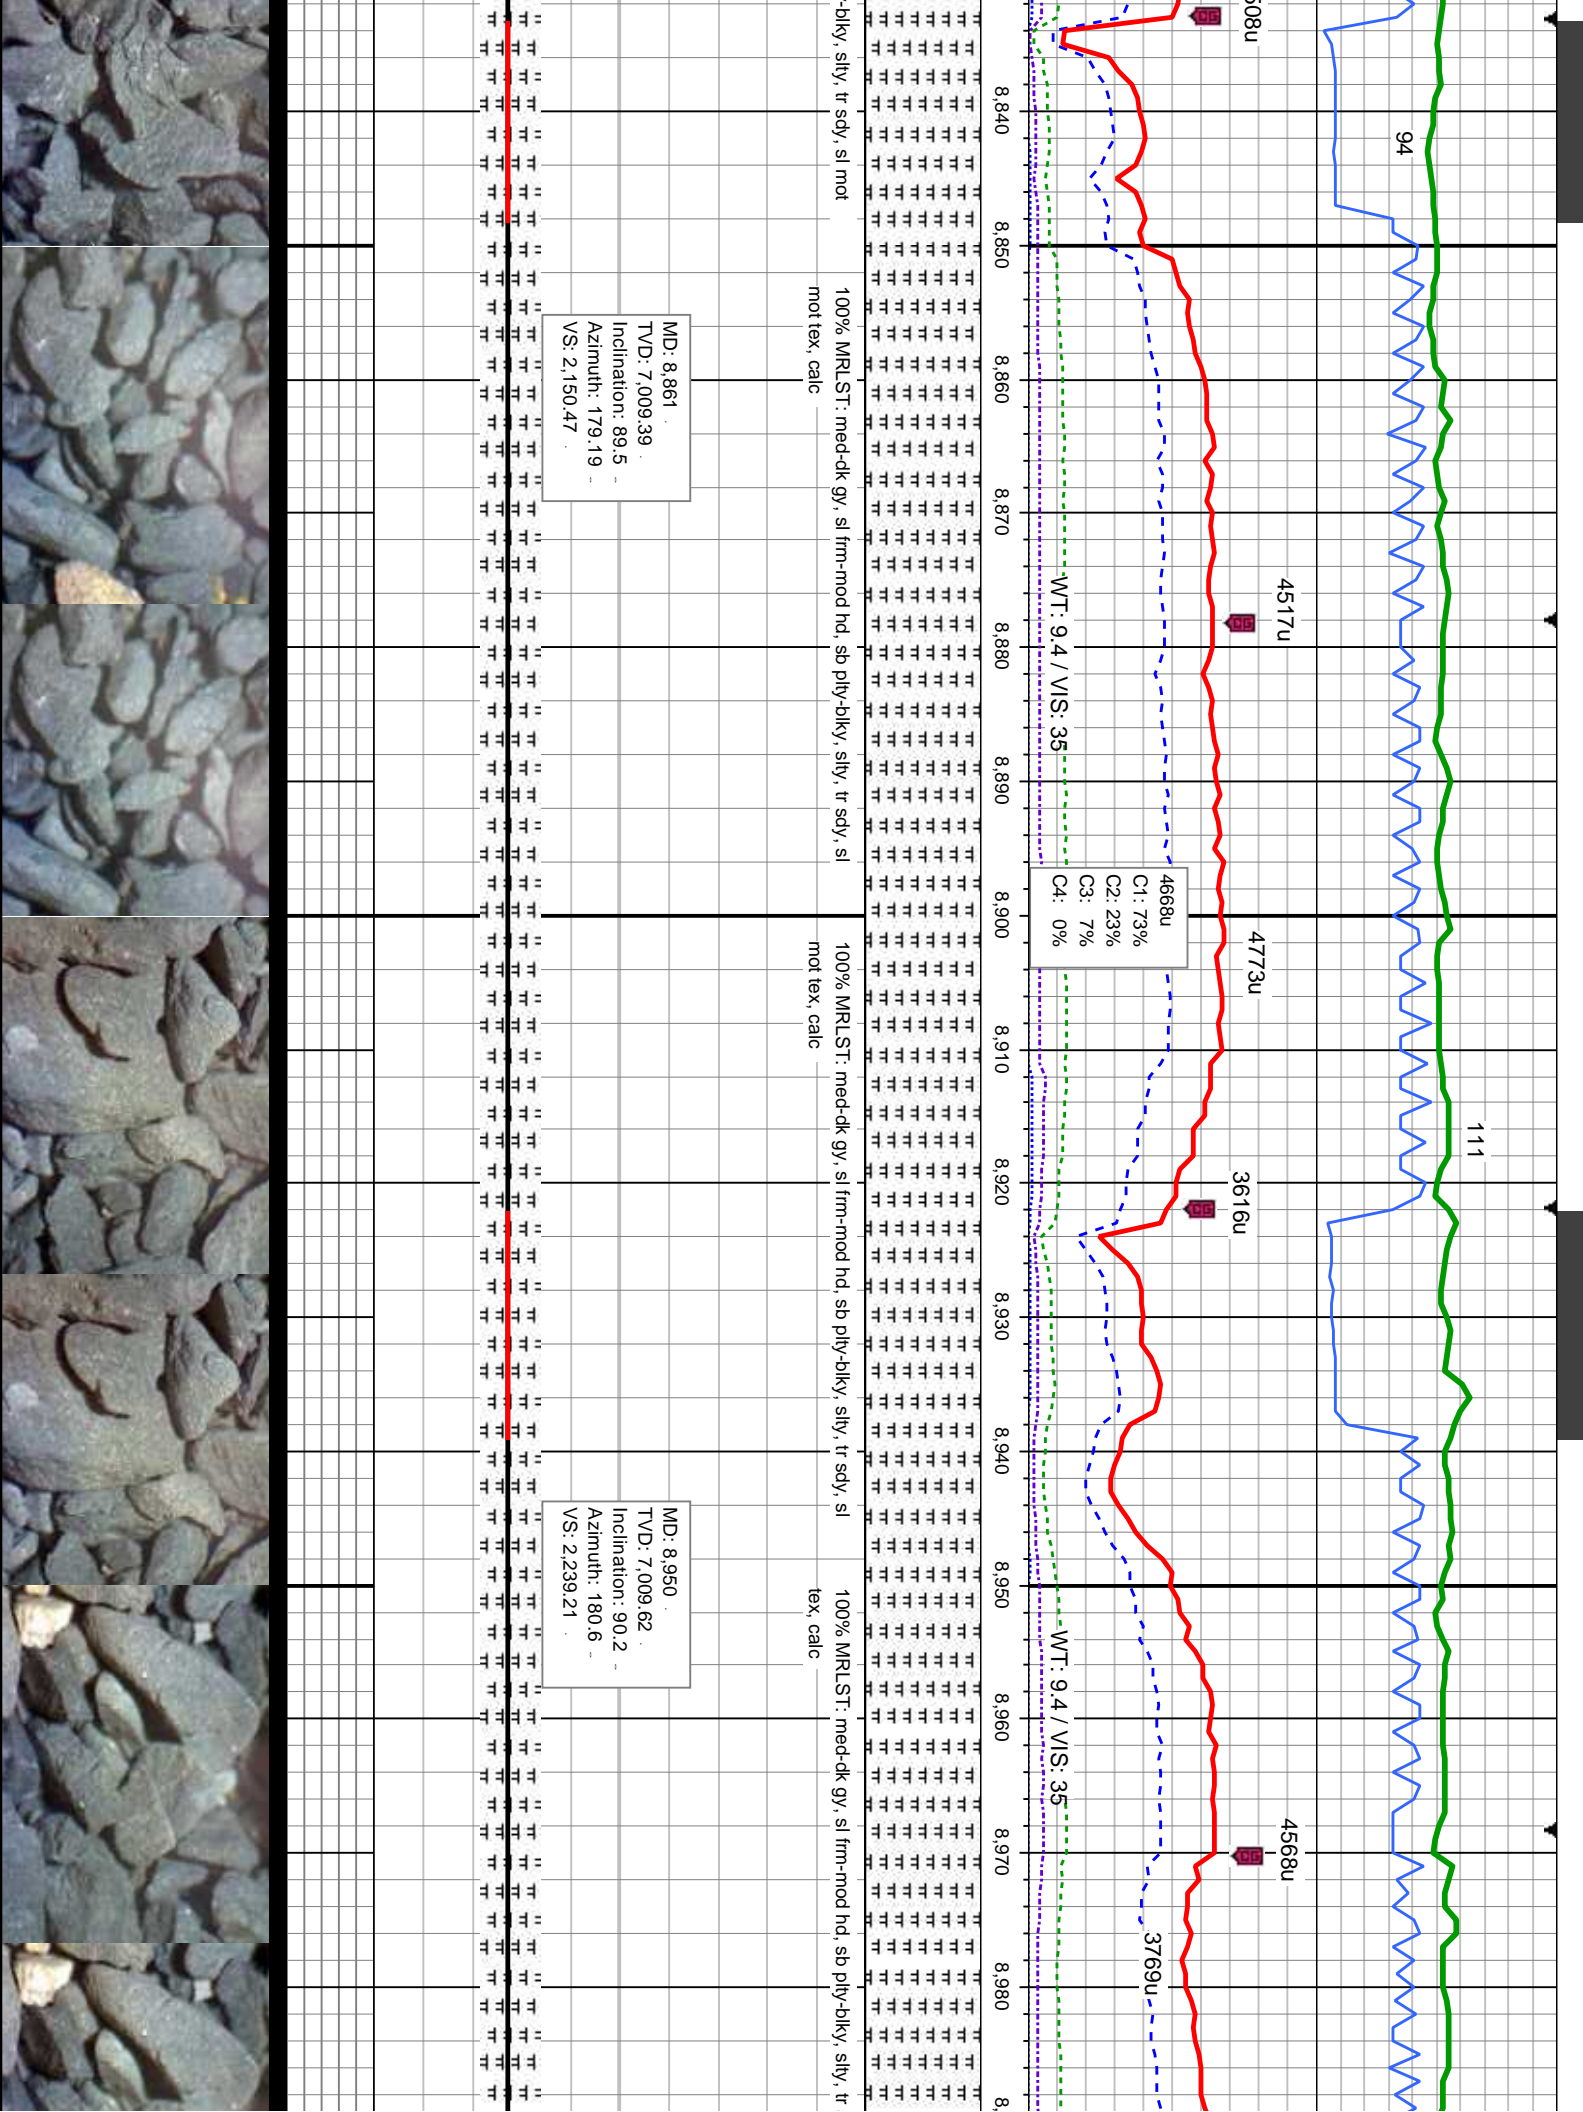 -blky, slty, tr sdy, sl mot
100% MRLST: med-dk gy, sl frm-mod hd, sb plty-blky, slty, tr sdy, sl
mot tex, calc
100% MRLST: med-dk gy, sl frm-mod hd, sb plty-blky, slty, tr sdy, sl
mot tex, calc
100% MRLST: med-dk gy, sl frm-mod hd, sb plty-blky, slty, tr
tex, calc
MD: 8,861
TVD: 7,009.39
Inclination: 89.5
Azimuth: 179.19
VS: 2,150.47
MD: 8,950
TVD: 7,009.62
Inclination: 90.2
Azimuth: 180.6
VS: 2,239.21
8,840
8,850
8,860
8,870
8,880
8,890
8,900
8,910
8,920
8,930
8,940
8,950
8,960
8,970
8,980
94
111
508u
4517u
4773u
3616u
4568u
3769u
WT: 9.4 / VIS: 35
WT: 9.4 / VIS: 35
4668u
C1: 73%
C2: 23%
C3: 7%
C4: 0%